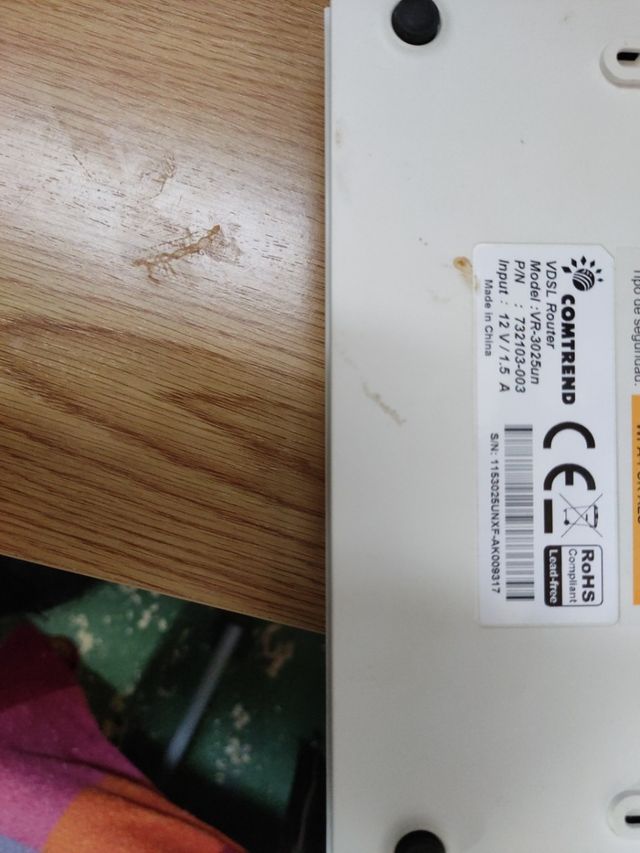 COMTREND
VDSL Router
Model :VR-3025un
P/N : 732103-003
Input : 12 V / 1.5 A
Made in China
RoHS
Compliant
Lead-free
S/N: 1153025UNXF-AK009317
Tipo de seguridad: